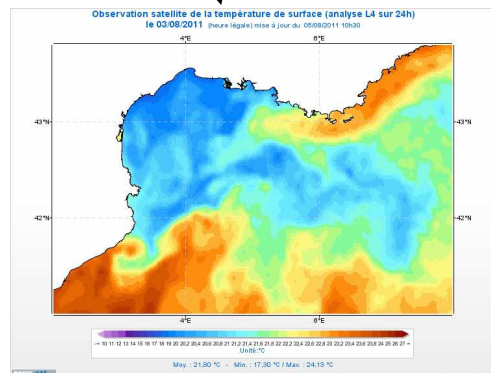 Observation satellite de la température de surface (analyse L4 sur 24h)
le 03/08/2011 (heure légale) mise à jour du 05/08/2011 10h30
4°E 6°E
43°N 43°N
42°N 42°N
4°E 6°E
Unité:°C
Moy. : 21,80 °C - Min. : 17,30 °C / Max. : 24,13 °C